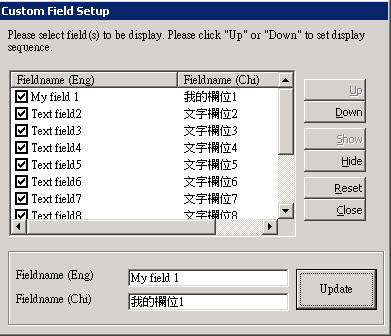 Custom Field Setup
Please select field(s) to be display. Please click "Up" or "Down" to set display
sequence.
Fieldname (Eng) Fieldname (Chi)
My field 1 我的欄位1
Text field2 文字欄位2
Text field3 文字欄位3
Text field4 文字欄位4
Text field5 文字欄位5
Text field6 文字欄位6
Text field7 文字欄位7
Text field8 文字欄位8
Up
Down
Show
Hide
Reset
Close
Fieldname (Eng) My field 1
Fieldname (Chi) 我的欄位1
Update